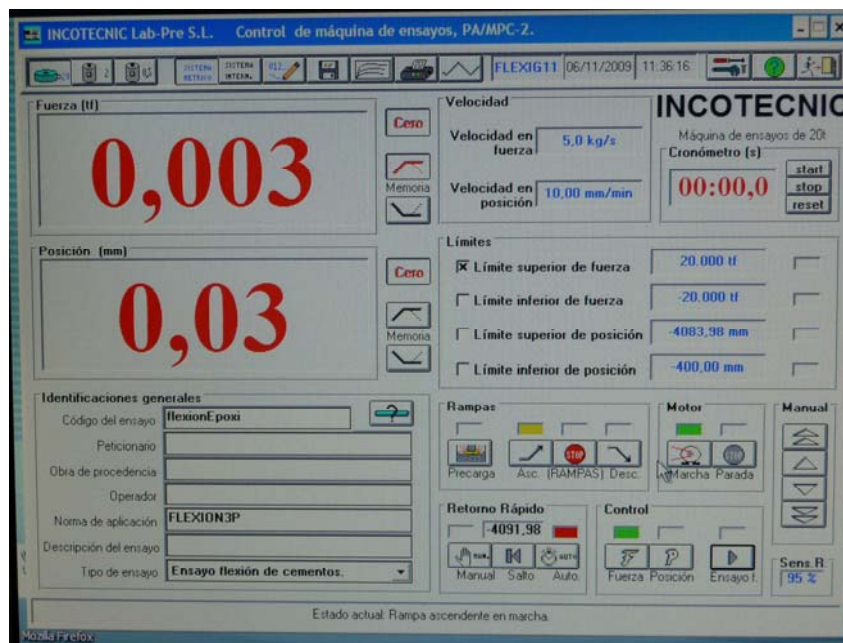 INCOTECNIC Lab-Pre S.L. Control de máquina de ensayos, PA/MPC-2.
SISTEMA METRICO
SISTEMA INTERN.
FLEXIG11 06/11/2009 11:36:16
Fuerza (tf)
0,003
Cero
Memoria
Velocidad
Velocidad en fuerza 5,0 kg/s
Velocidad en posición 10,00 mm/min
INCOTECNIC
Máquina de ensayos de 20t
Cronómetro (s)
00:00,0
start
stop
reset
Posición (mm)
0,03
Cero
Memoria
Límites
Límite superior de fuerza 20.000 tf
Límite inferior de fuerza -20.000 tf
Límite superior de posición -4083,98 mm
Límite inferior de posición -400,00 mm
Identificaciones generales
Código del ensayo flexionEpoxi
Peticionario
Obra de procedencia
Operador
Norma de aplicación FLEXION3P
Descripción del ensayo
Tipo de ensayo Ensayo flexión de cementos.
Rampas
STOP
Precarga Asc. (RAMPAS) Desc.
Motor
STOP
Marcha Parada
Manual
Retorno Rápido
-4091,98
AUTO
Manual Salto Auto.
Control
Fuerza Posición Ensayo f.
Sens.R.
95 %
Estado actual: Rampa ascendente en marcha.
Mozilla Firefox